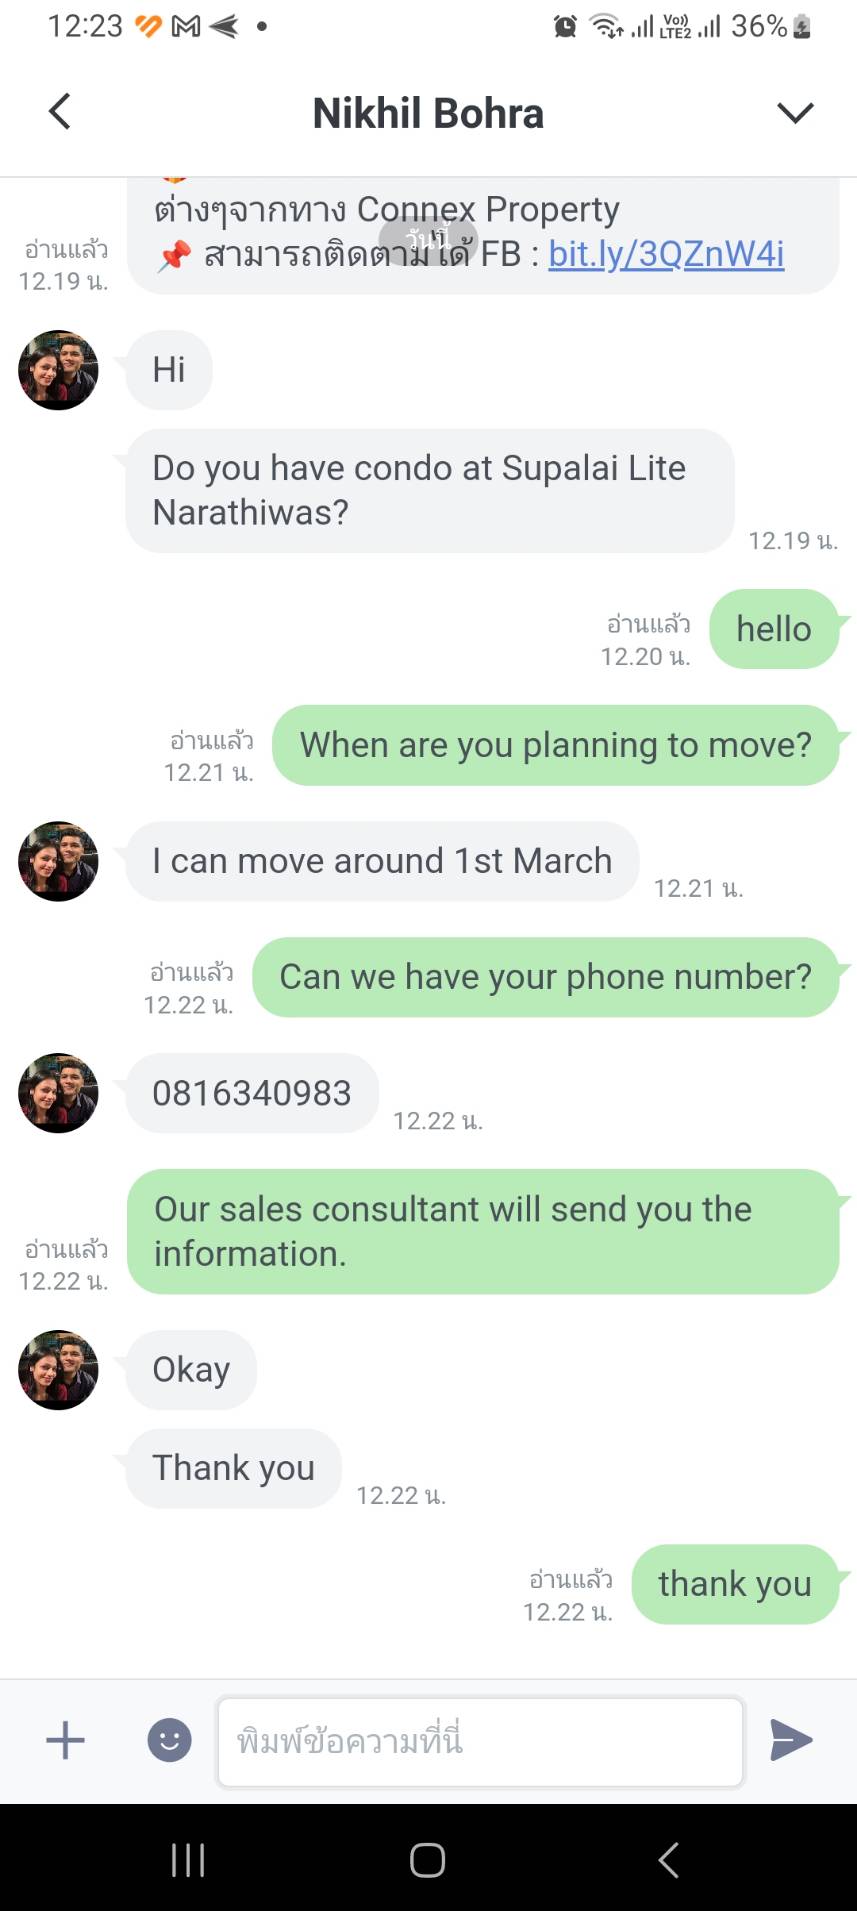 12:23
Vo))
LTE2
36%
Nikhil Bohra
ต่างๆจากทาง Connex Property
วันนี้
📌 สามารถติดตามได้ FB : bit.ly/3QZnW4i
อ่านแล้ว
12.19 น.
Hi
Do you have condo at Supalai Lite
Narathiwas?
12.19 น.
hello
อ่านแล้ว
12.20 น.
When are you planning to move?
อ่านแล้ว
12.21 น.
I can move around 1st March
12.21 น.
Can we have your phone number?
อ่านแล้ว
12.22 น.
0816340983
12.22 น.
Our sales consultant will send you the
information.
อ่านแล้ว
12.22 น.
Okay
Thank you
12.22 น.
thank you
อ่านแล้ว
12.22 น.
พิมพ์ข้อความที่นี่